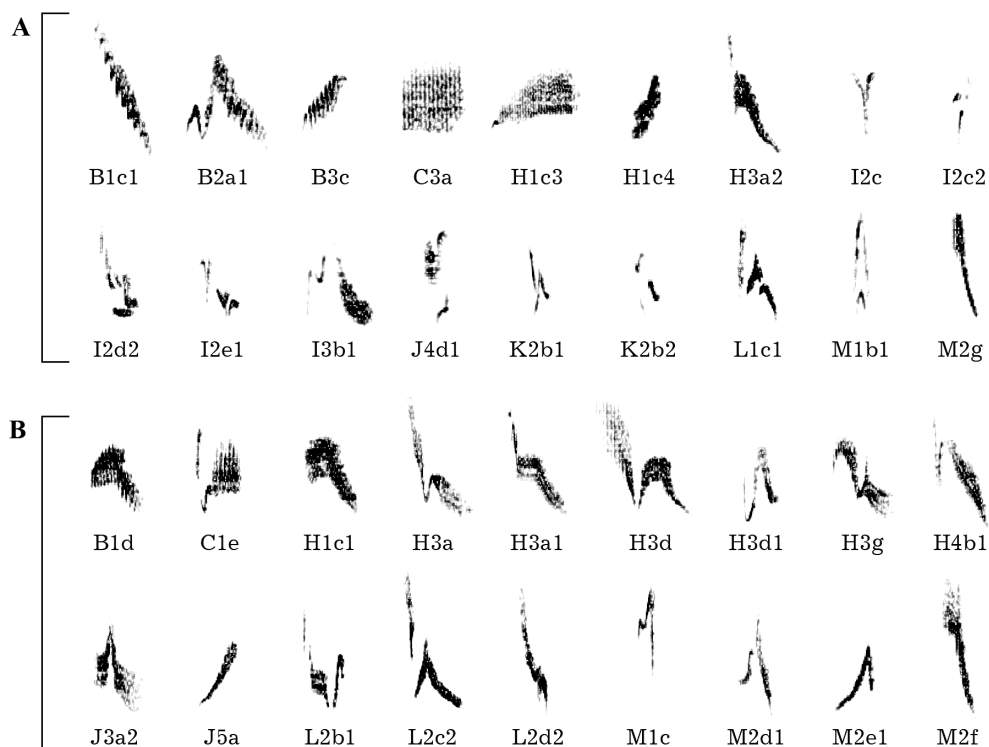 A
B1c1 B2a1 B3c C3a H1c3 H1c4 H3a2 I2c I2c2
I2d2 I2e1 I3b1 J4d1 K2b1 K2b2 L1c1 M1b1 M2g
B
B1d C1e H1c1 H3a H3a1 H3d H3d1 H3g H4b1
J3a2 J5a L2b1 L2c2 L2d2 M1c M2d1 M2e1 M2f